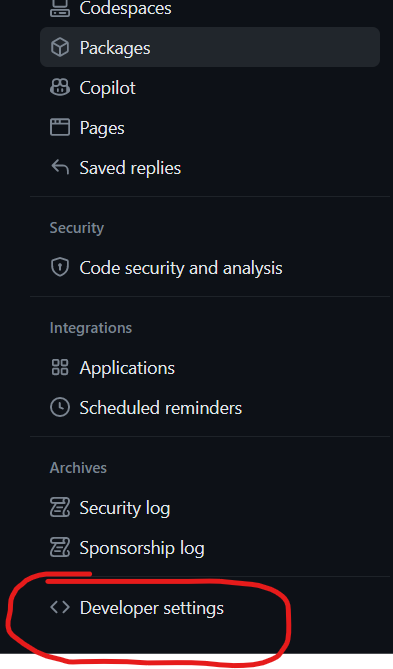 Codespaces
Packages
Copilot
Pages
Saved replies
Security
Code security and analysis
Integrations
Applications
Scheduled reminders
Archives
Security log
Sponsorship log
Developer settings